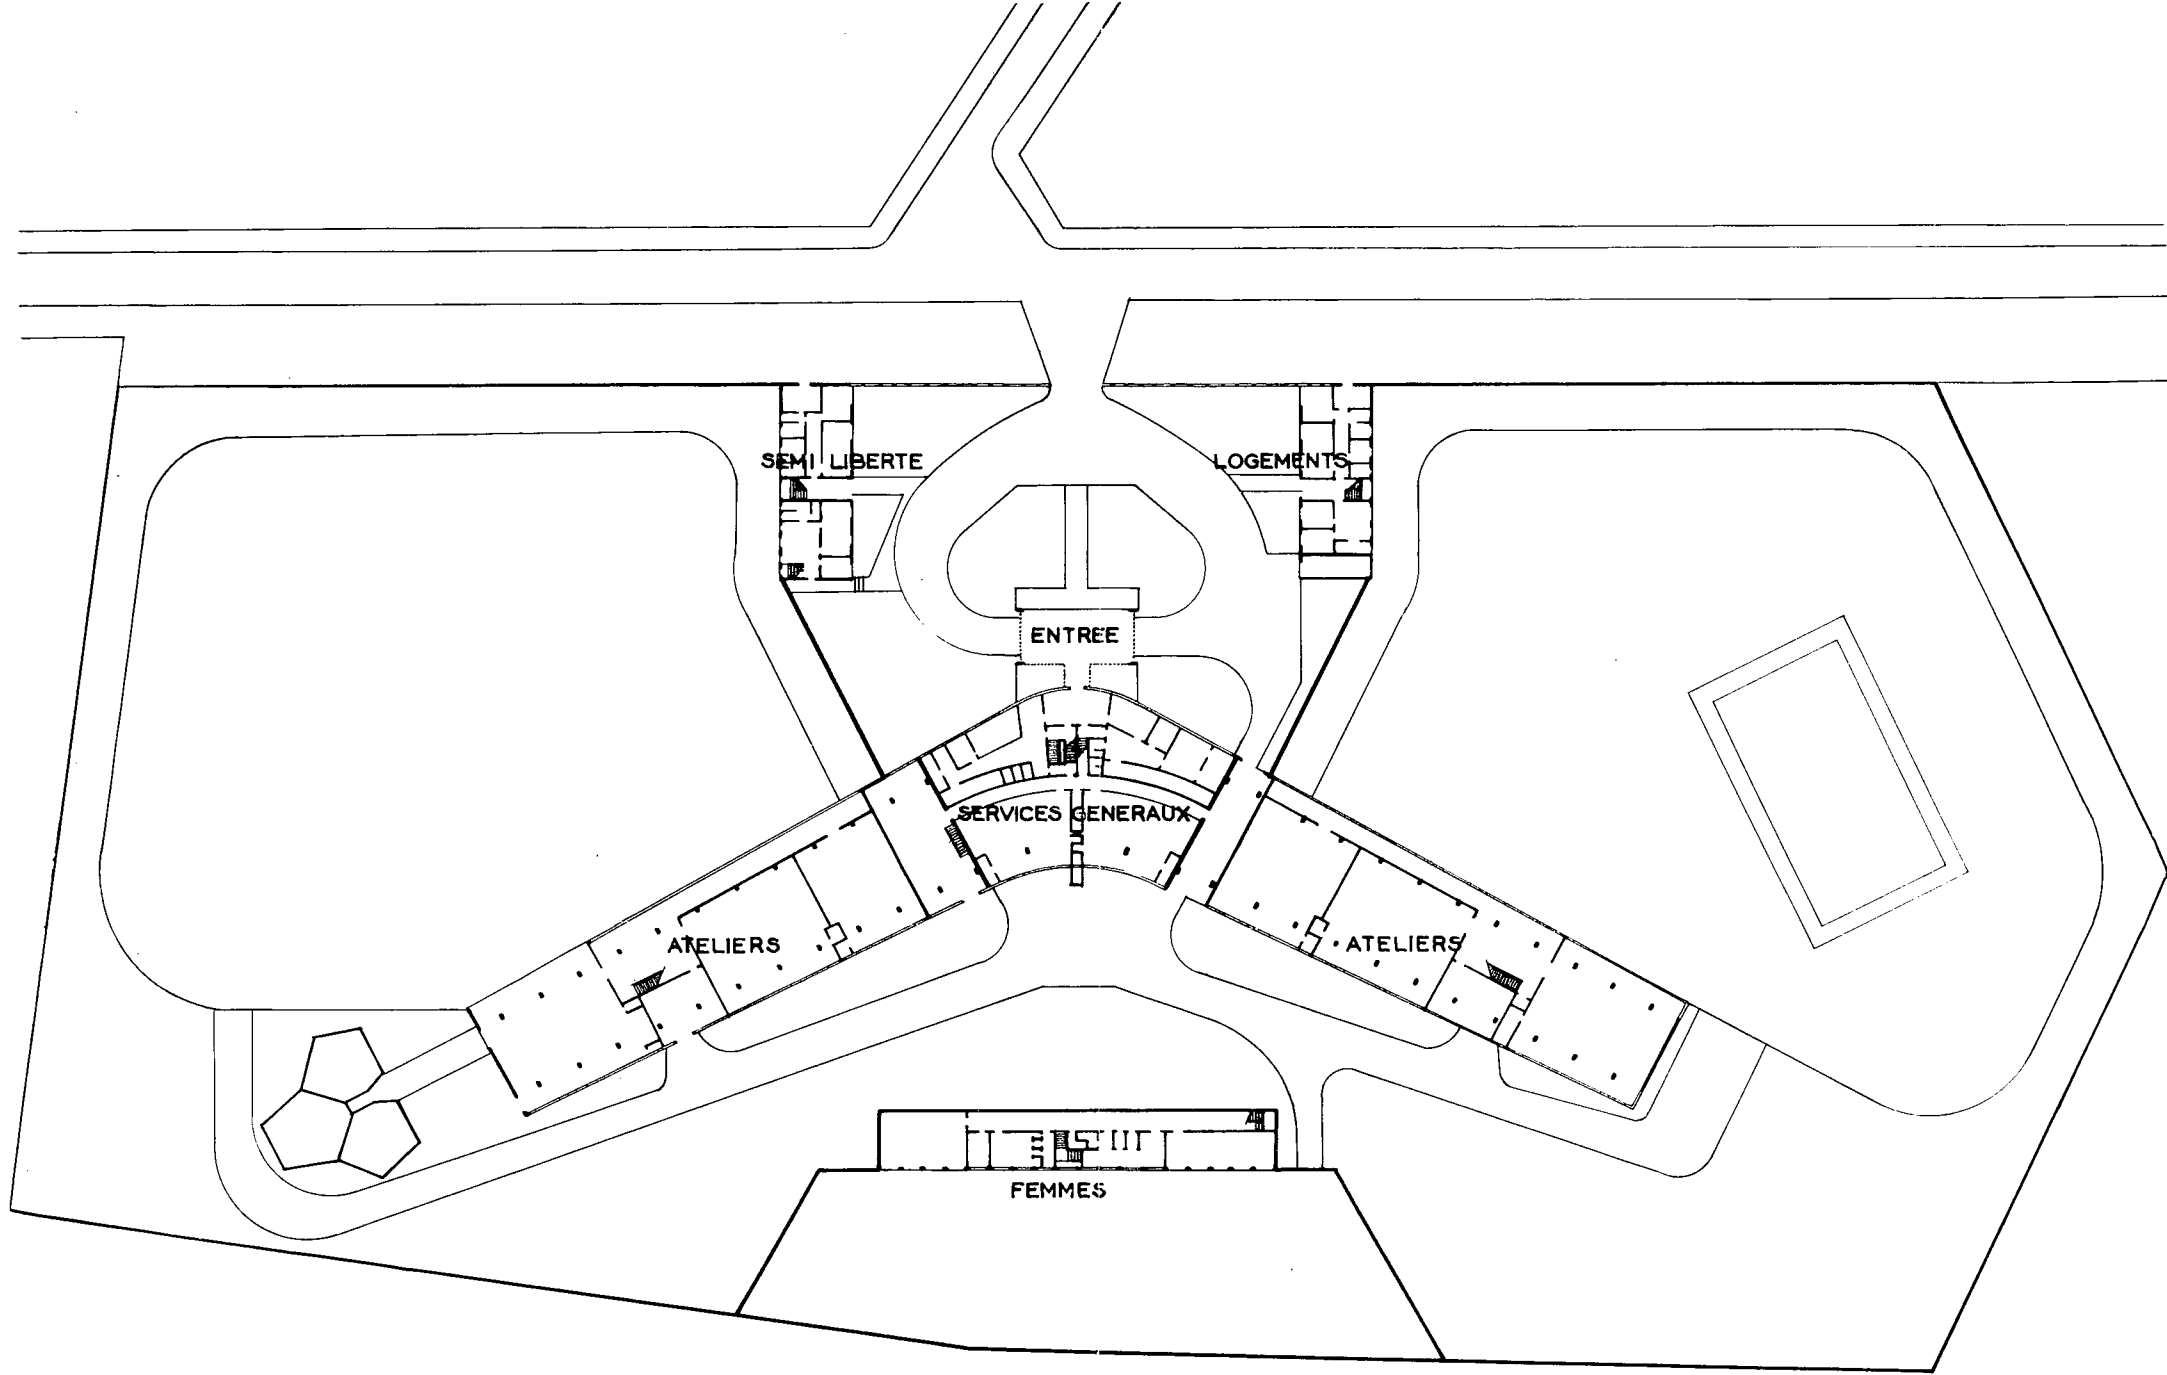 SEMI LIBERTE
LOGEMENTS
ENTREE
SERVICES GENERAUX
ATELIERS
ATELIERS
FEMMES